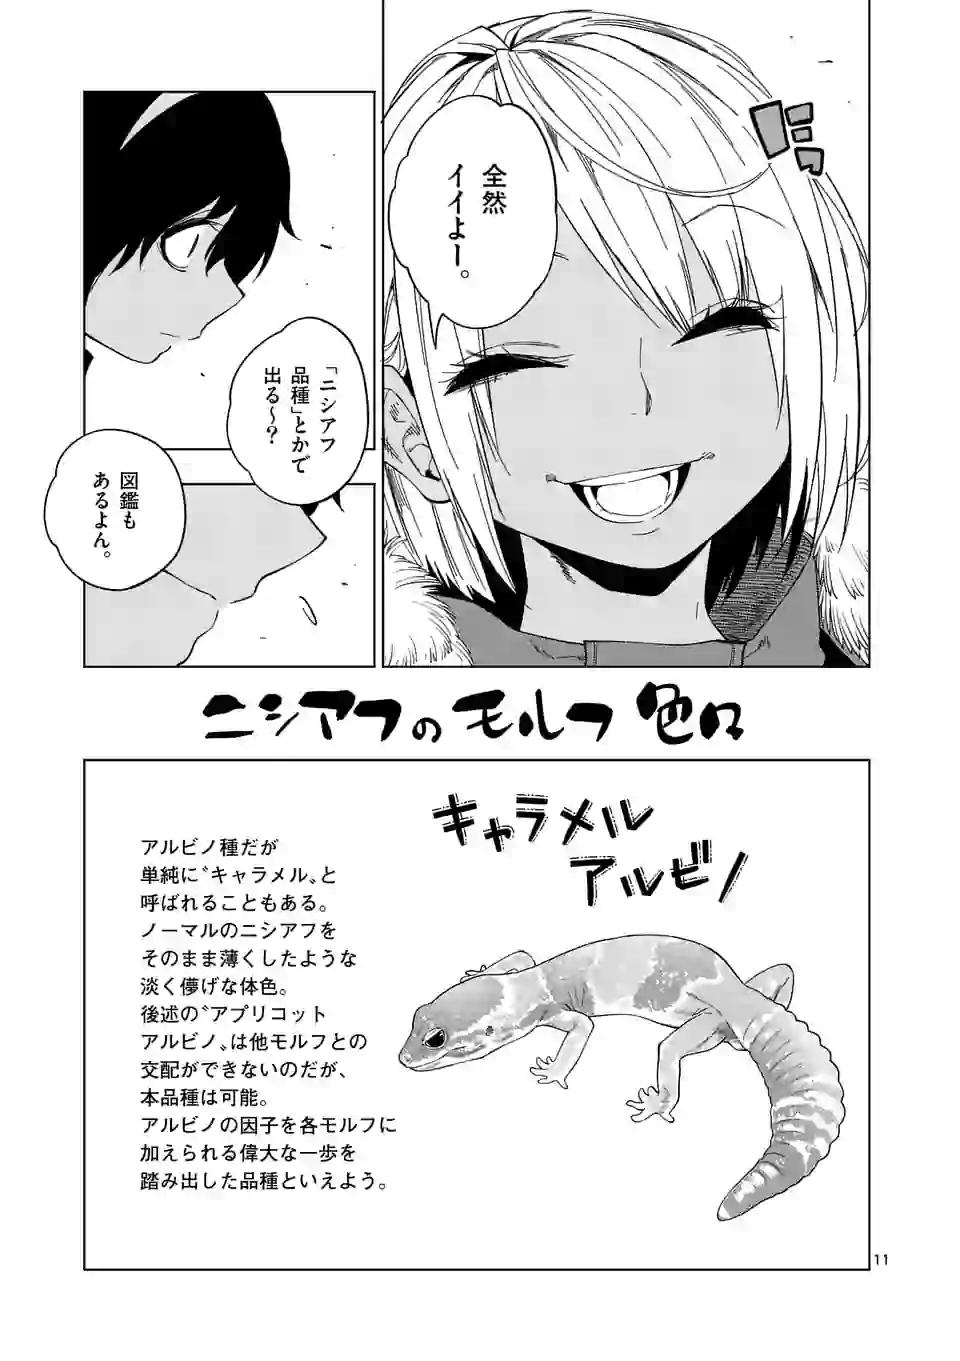 全然
イイよー。
ニニッ
「ニシアフ
品種」とかで
出る〜？
図鑑も
あるよん。
ニシアフのモルフ色々
キャラメル
アルビノ
アルビノ種だが
単純に〝キャラメル〟と
呼ばれることもある。
ノーマルのニシアフを
そのまま薄くしたような
淡く儚げな体色。
後述の〝アプリコット
アルビノ〟は他モルフとの
交配ができないのだが、
本品種は可能。
アルビノの因子を各モルフに
加えられる偉大な一歩を
踏み出した品種といえよう。
11